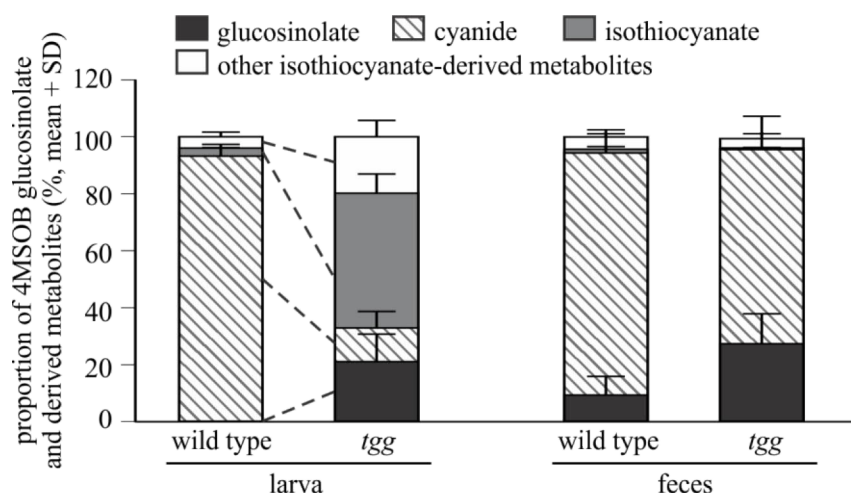 glucosinolate cyanide isothiocyanate
other isothiocyanate-derived metabolites
proportion of 4MSOB glucosinolate
and derived metabolites (%, mean + SD)
120
100
80
60
40
20
0
wild type tgg wild type tgg
larva feces